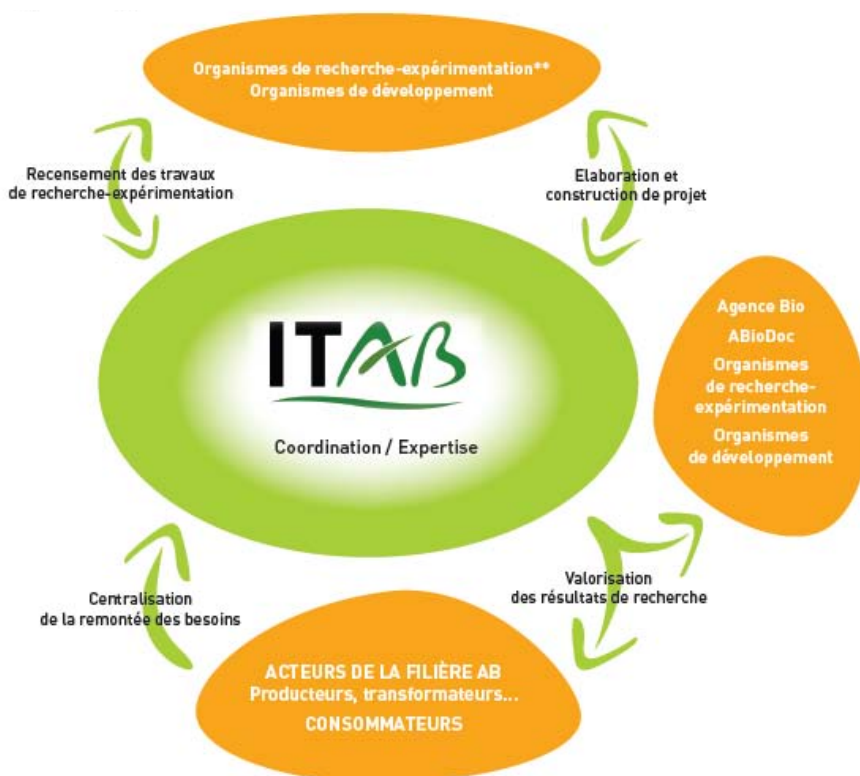 Organismes de recherche-expérimentation**
Organismes de développement
Recensement des travaux
de recherche-expérimentation
Elaboration et
construction de projet
ITAB
Coordination / Expertise
Agence Bio
ABioDoc
Organismes
de recherche-
expérimentation
Organismes
de développement
Centralisation
de la remontée des besoins
Valorisation
des résultats de recherche
ACTEURS DE LA FILIÈRE AB
Producteurs, transformateurs...
CONSOMMATEURS